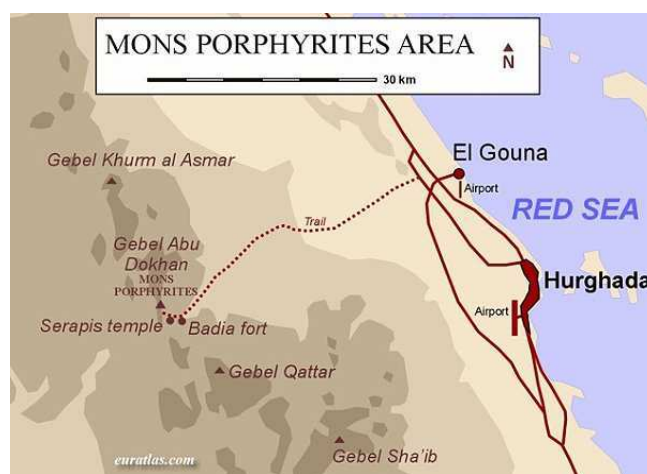 MONS PORPHYRITES AREA
N
30 km
El Gouna
Airport
Gebel Khurm al Asmar
RED SEA
Trail
Gebel Abu
Dokhan
MONS
PORPHYRITES
Hurghada
Airport
Serapis temple
Badia fort
Gebel Qattar
Gebel Sha'ib
euratlas.com